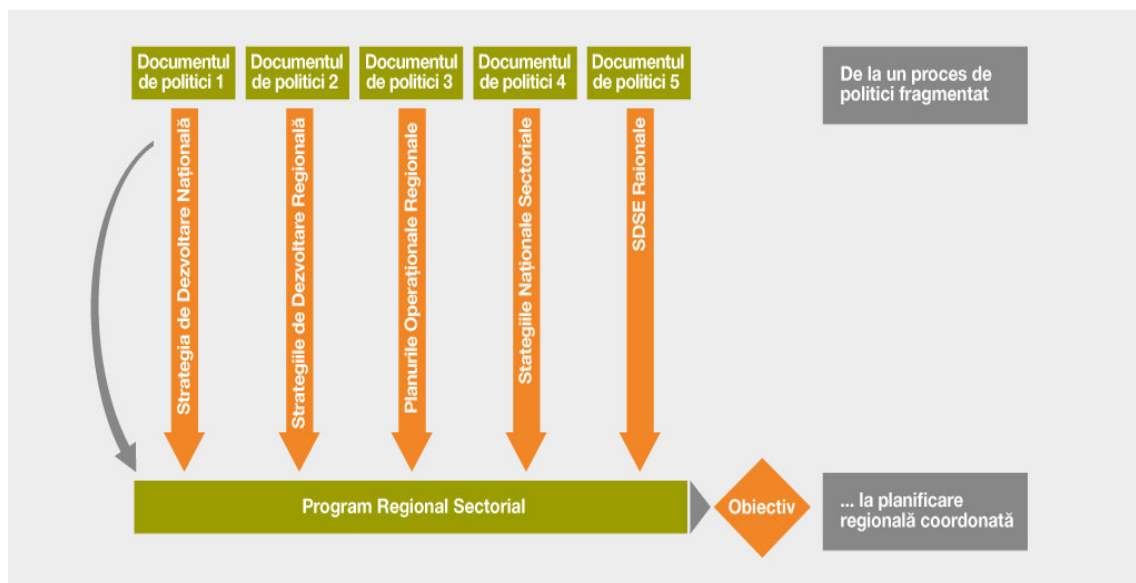 Documentul
de politici 1
Documentul
de politici 2
Documentul
de politici 3
Documentul
de politici 4
Documentul
de politici 5
De la un proces de
politici fragmentat
Strategia de Dezvoltare Națională
Strategiile de Dezvoltare Regională
Planurile Operaționale Regionale
Stategiile Naționale Sectoriale
SDSE Raionale
Program Regional Sectorial
Obiectiv
... la planificare
regională coordonată